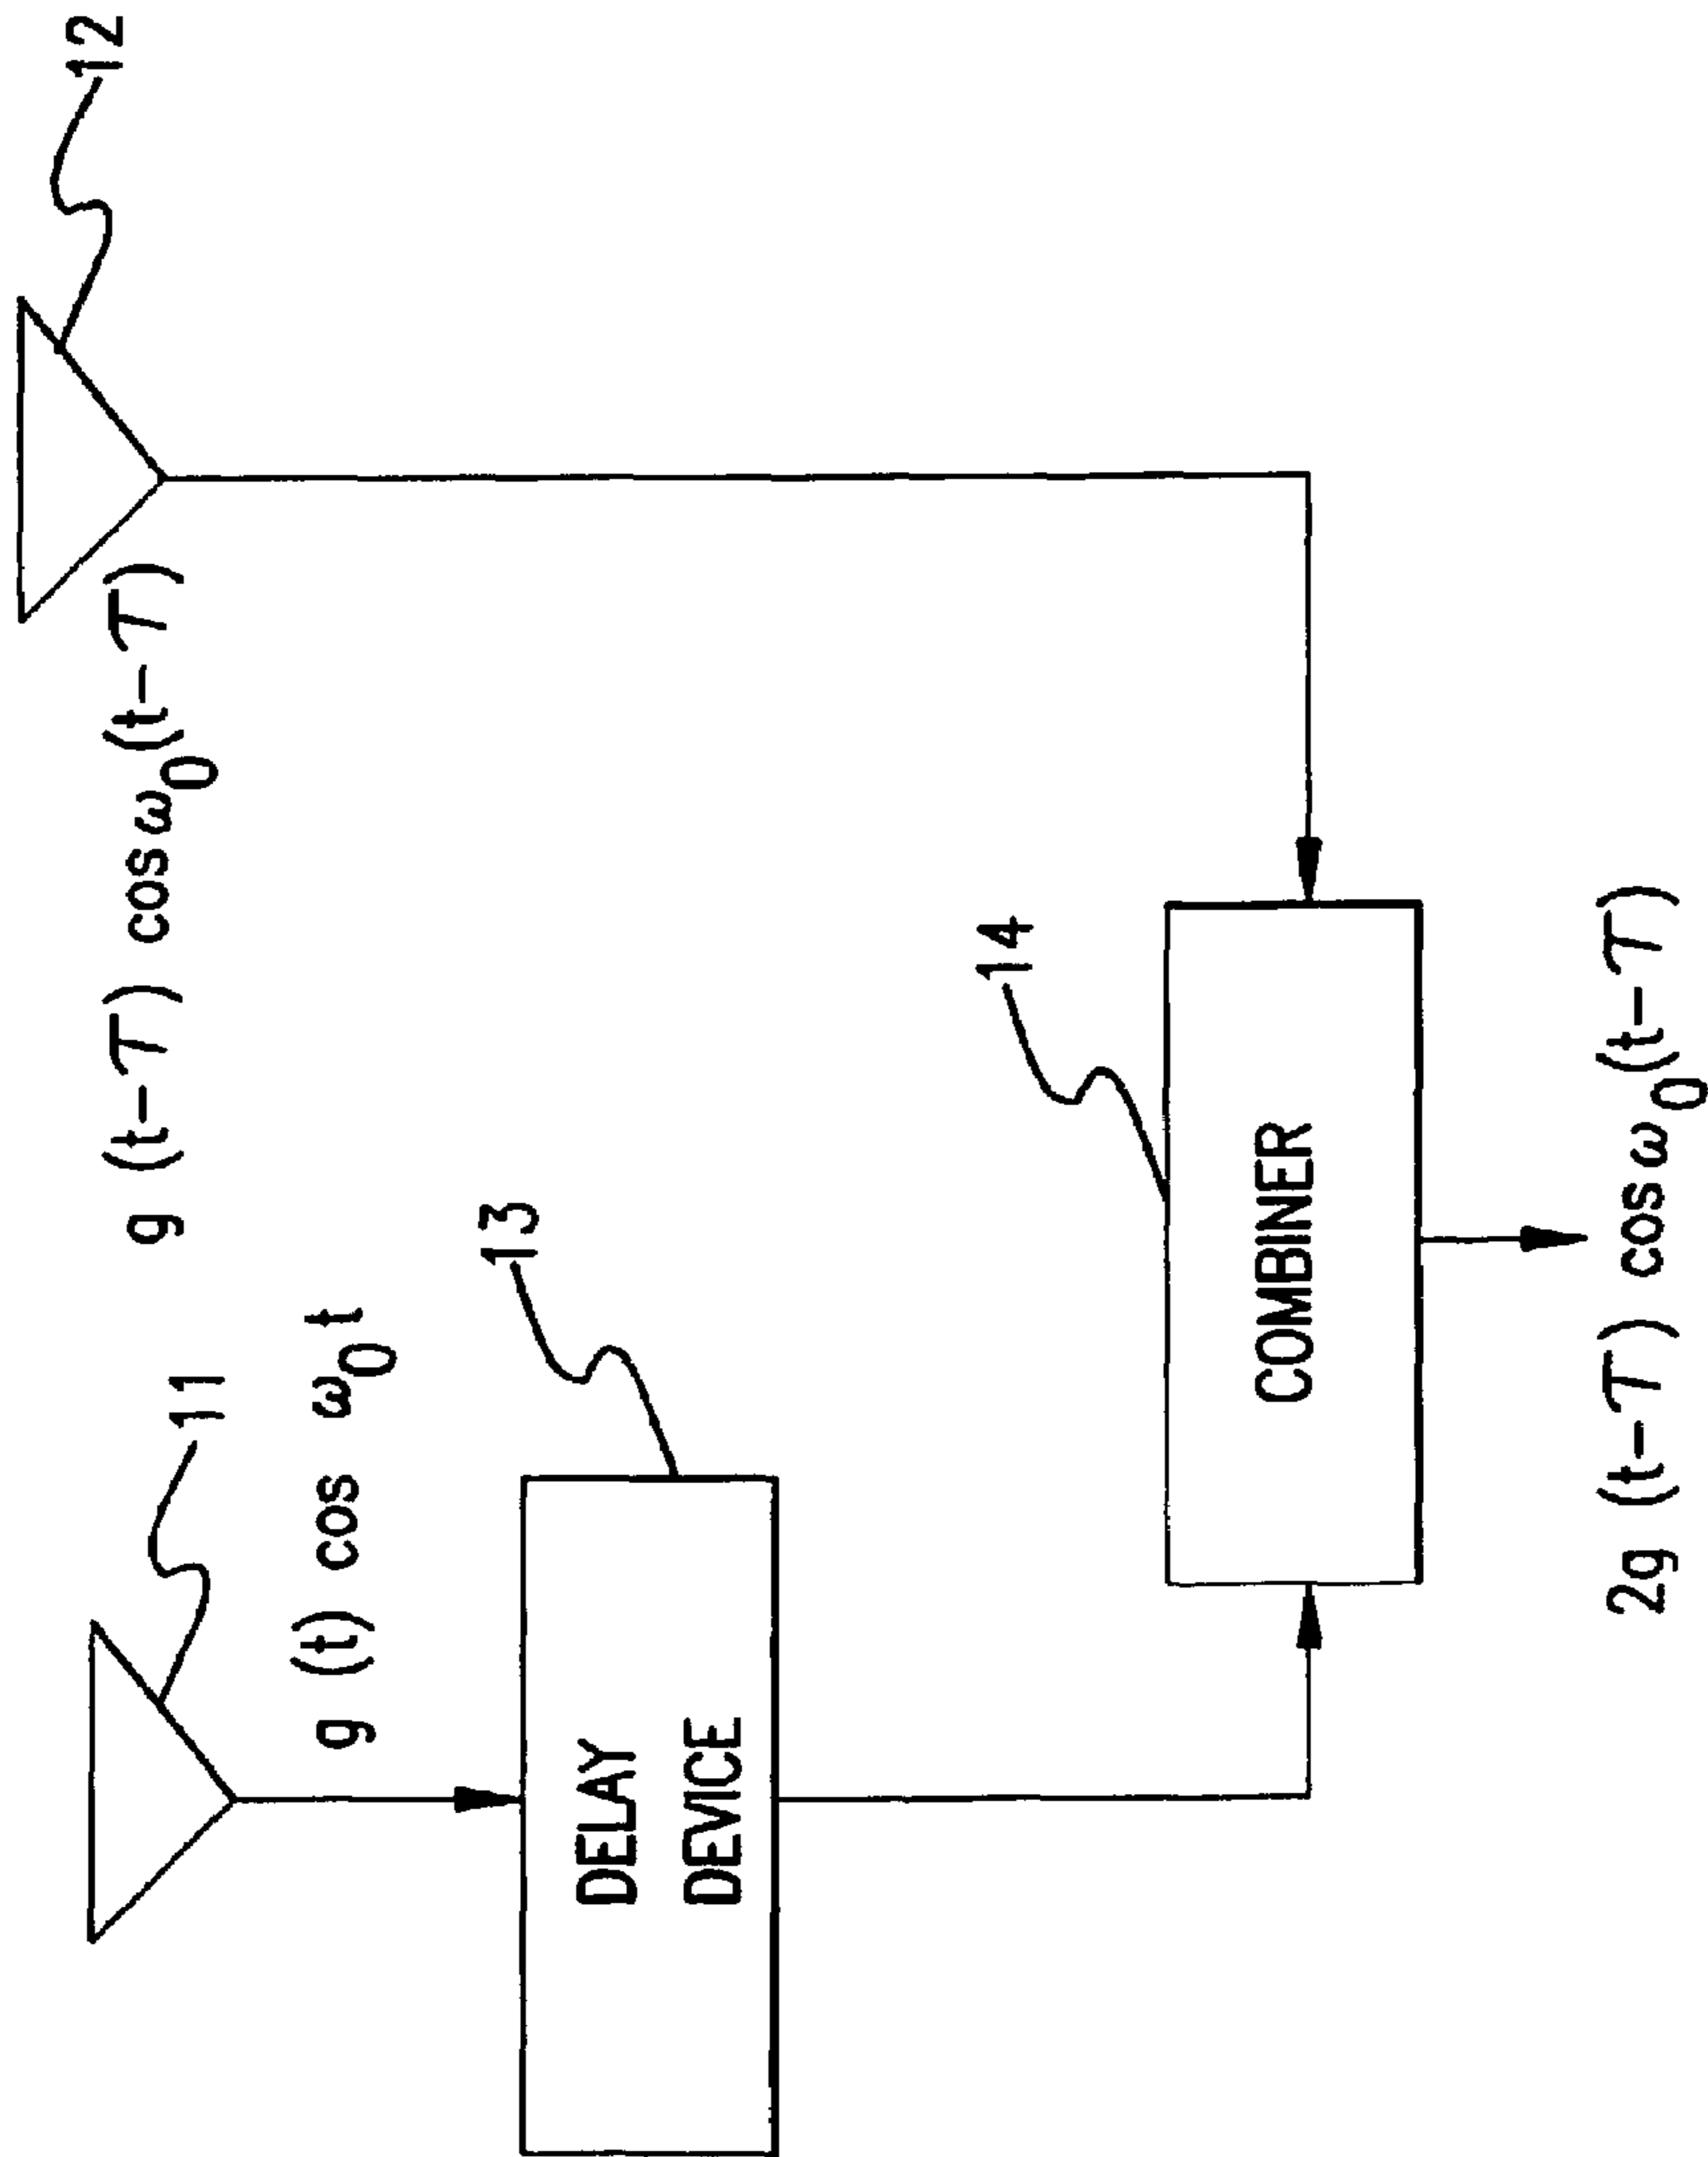 12
g (t-T) cos ω0(t-T)
11
g (t) cos ω0t
13
DELAY
DEVICE
14
COMBINER
2g (t-T) cos ω0(t-T)